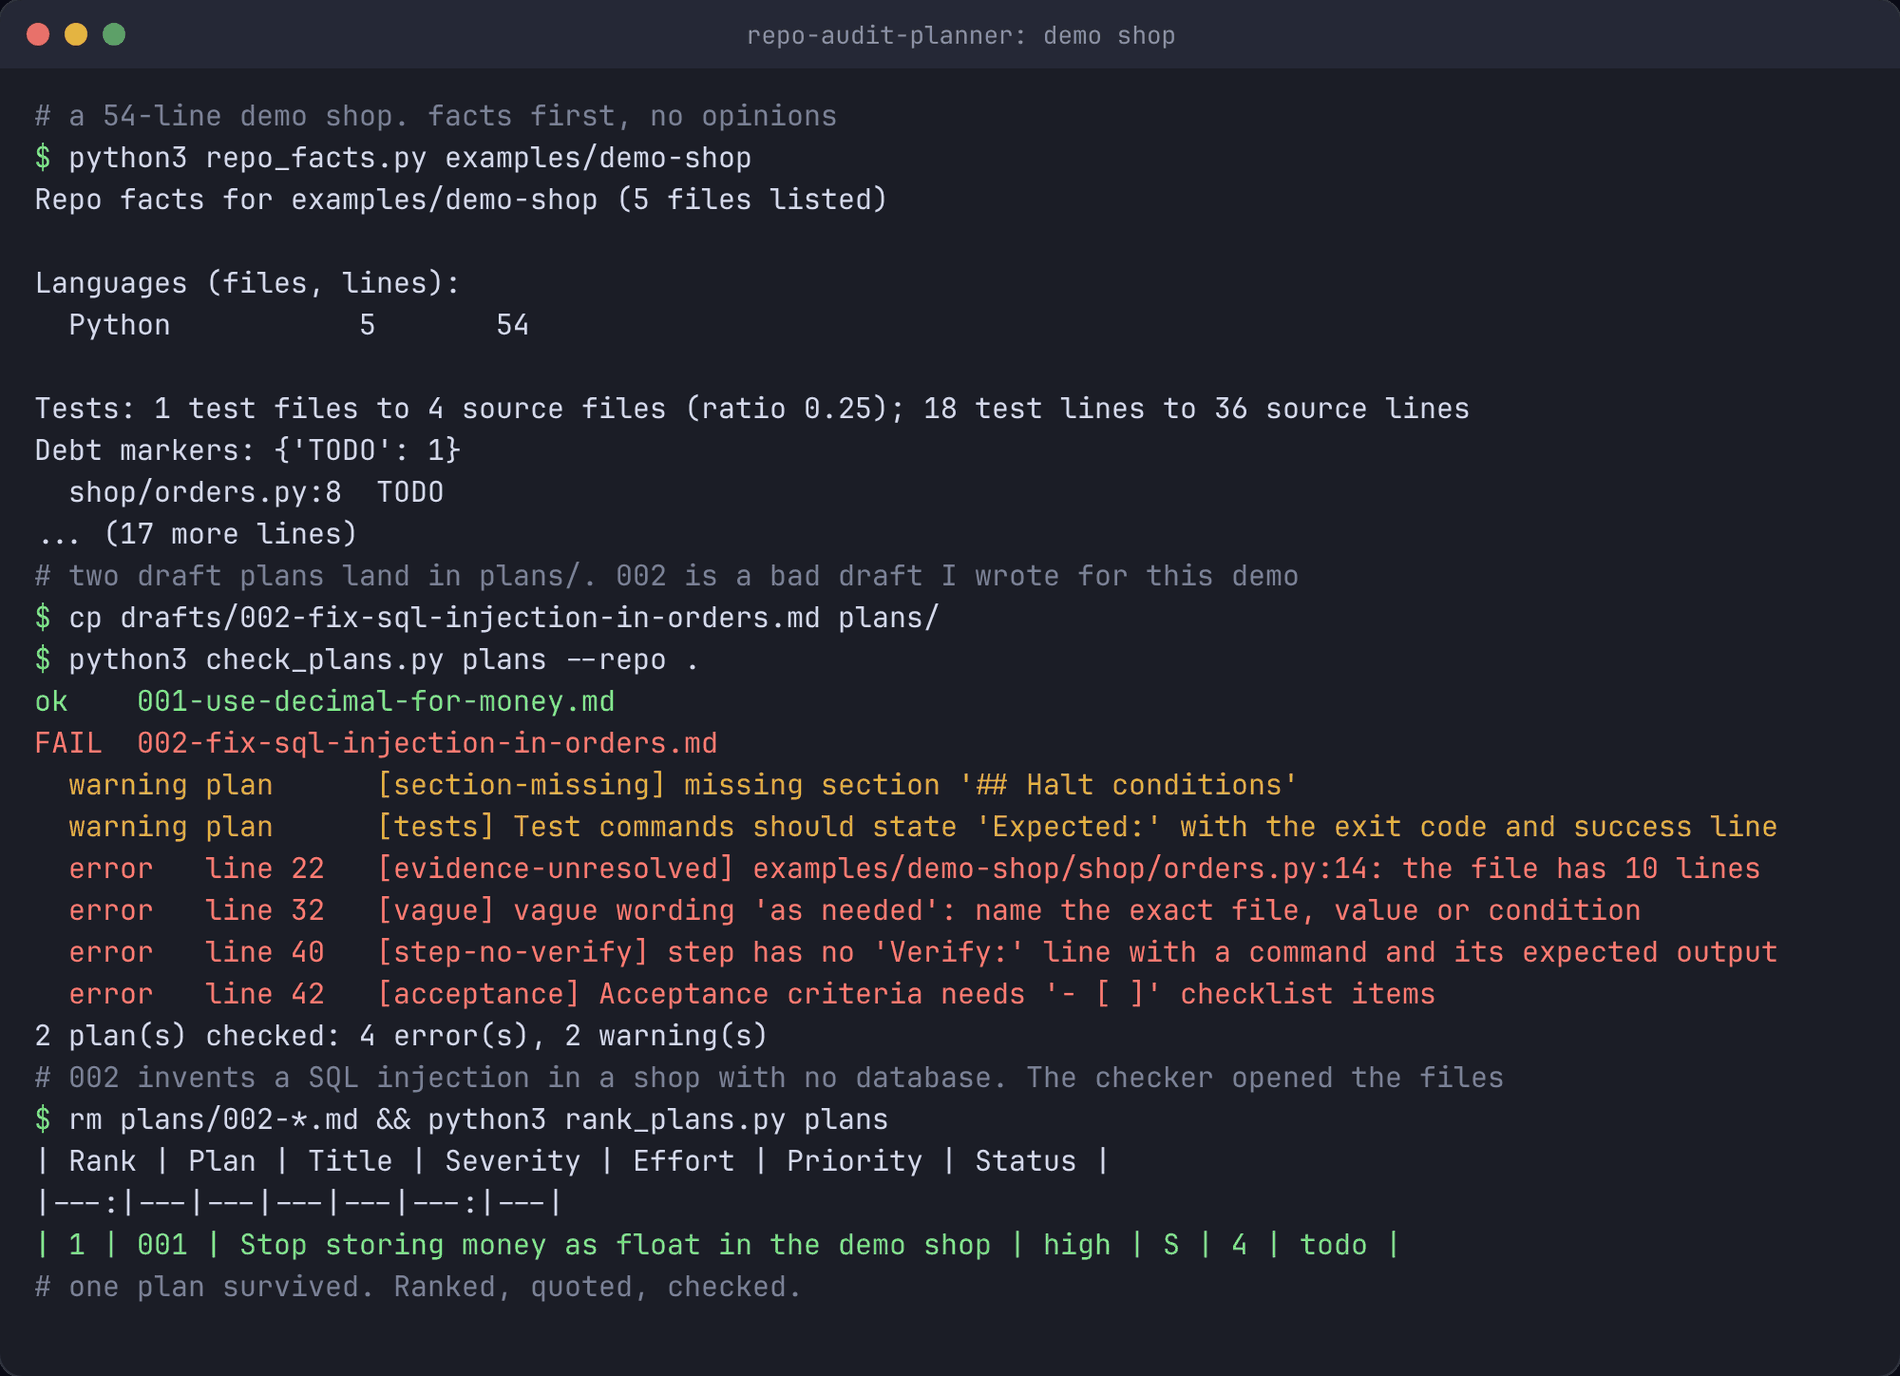 repo-audit-planner: demo shop
# a 54-line demo shop. facts first, no opinions
$ python3 repo_facts.py examples/demo-shop
Repo facts for examples/demo-shop (5 files listed)
Languages (files, lines):
  Python           5       54
Tests: 1 test files to 4 source files (ratio 0.25); 18 test lines to 36 source lines
Debt markers: {'TODO': 1}
  shop/orders.py:8  TODO
... (17 more lines)
# two draft plans land in plans/. 002 is a bad draft I wrote for this demo
$ cp drafts/002-fix-sql-injection-in-orders.md plans/
$ python3 check_plans.py plans --repo .
ok    001-use-decimal-for-money.md
FAIL  002-fix-sql-injection-in-orders.md
  warning plan      [section-missing] missing section '## Halt conditions'
  warning plan      [tests] Test commands should state 'Expected:' with the exit code and success line
  error   line 22   [evidence-unresolved] examples/demo-shop/shop/orders.py:14: the file has 10 lines
  error   line 32   [vague] vague wording 'as needed': name the exact file, value or condition
  error   line 40   [step-no-verify] step has no 'Verify:' line with a command and its expected output
  error   line 42   [acceptance] Acceptance criteria needs '- [ ]' checklist items
2 plan(s) checked: 4 error(s), 2 warning(s)
# 002 invents a SQL injection in a shop with no database. The checker opened the files
$ rm plans/002-*.md && python3 rank_plans.py plans
| Rank | Plan | Title | Severity | Effort | Priority | Status |
|---:|---|---|---|---|---:|---|
| 1 | 001 | Stop storing money as float in the demo shop | high | S | 4 | todo |
# one plan survived. Ranked, quoted, checked.